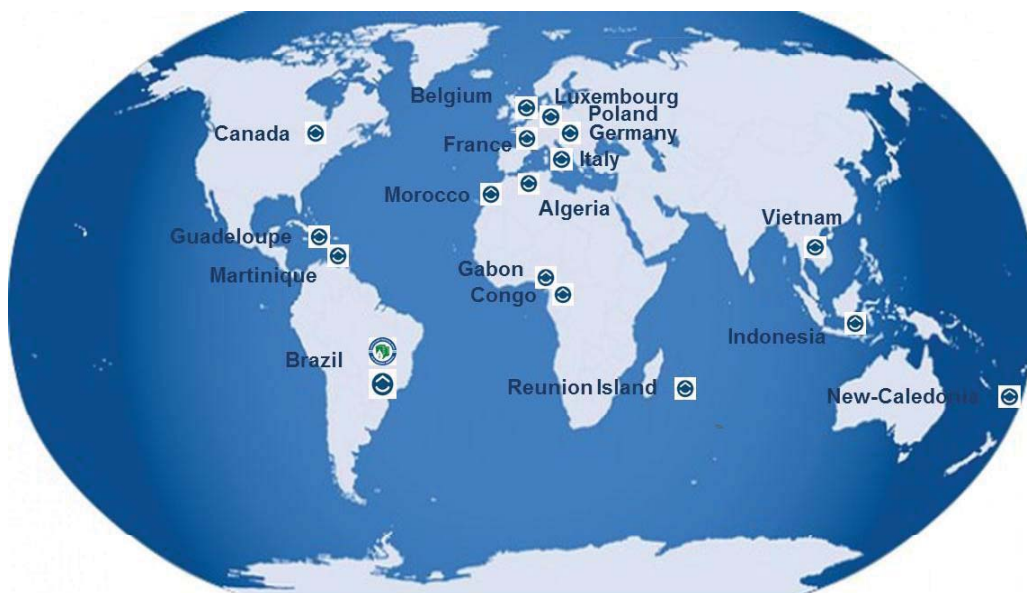 Belgium
Luxembourg
Poland
Canada
Germany
France
Italy
Morocco
Algeria
Vietnam
Guadeloupe
Martinique
Gabon
Congo
Indonesia
Brazil
Reunion Island
New-Caledonia